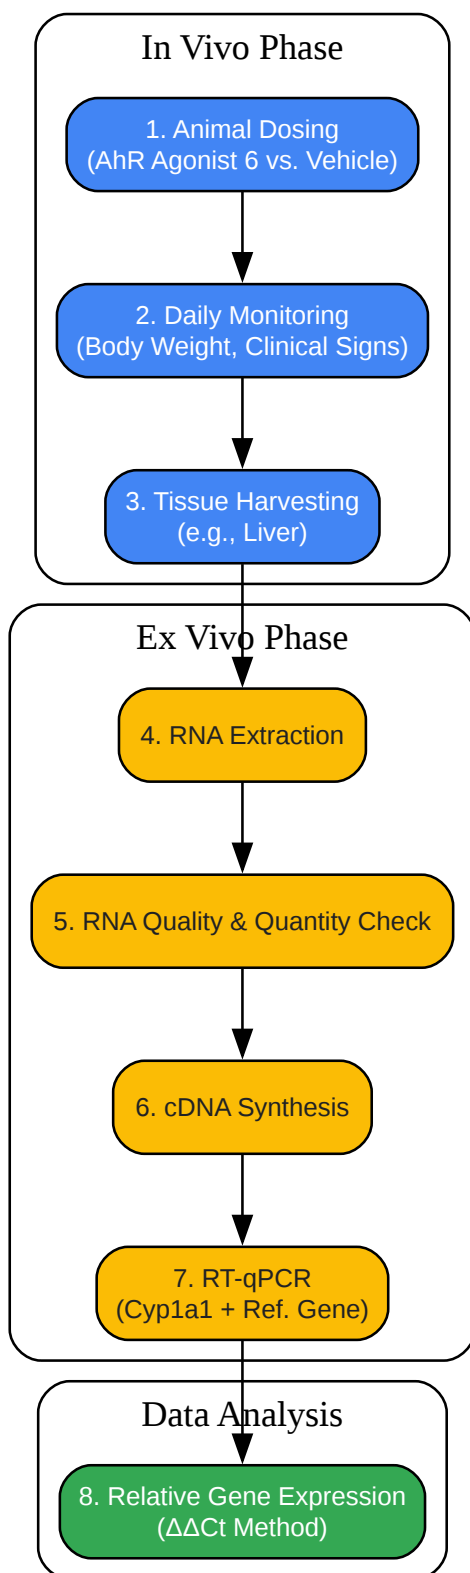 In Vivo Phase
1. Animal Dosing
(AhR Agonist 6 vs. Vehicle)
2. Daily Monitoring
(Body Weight, Clinical Signs)
3. Tissue Harvesting
(e.g., Liver)
Ex Vivo Phase
4. RNA Extraction
5. RNA Quality & Quantity Check
6. cDNA Synthesis
7. RT-qPCR
(Cyp1a1 + Ref. Gene)
Data Analysis
8. Relative Gene Expression
(ΔΔCt Method)